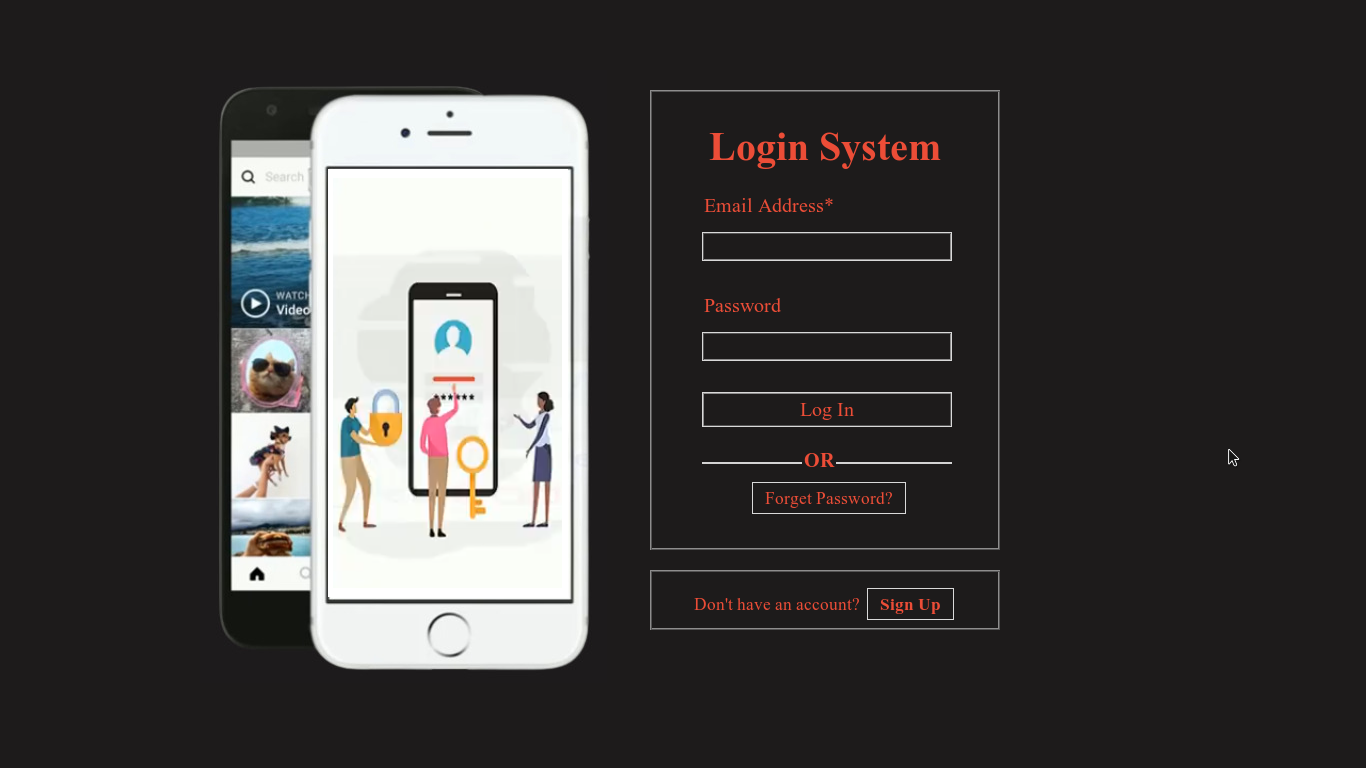 Search
WATCH
Video
******
Login System
Email Address*
Password
Log In
OR
Forget Password?
Don't have an account? Sign Up